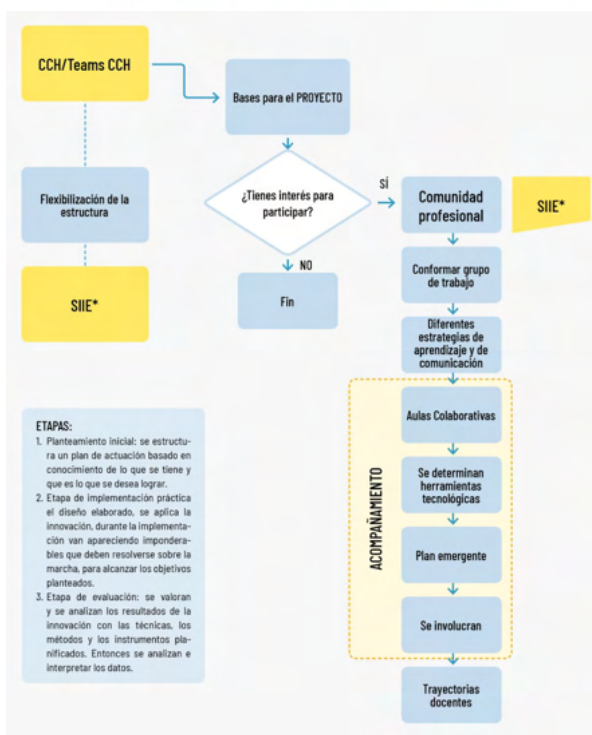 CCH/Teams CCH
Bases para el PROYECTO
Flexibilización de la
estructura
SIIE*
¿Tienes interés para
participar?
SÍ
NO
Fin
Comunidad
profesional
SIIE*
Conformar grupo
de trabajo
Diferentes
estrategias de
aprendizaje y de
comunicación
ACOMPAÑAMIENTO
Aulas Colaborativas
Se determinan
herramientas
tecnológicas
Plan emergente
Se involucran
Trayectorias
docentes
ETAPAS:
1. Planteamiento inicial: se estructu-
ra un plan de actuación basado en
conocimiento de lo que se tiene y
que es lo que se desea lograr.
2. Etapa de implementación práctica
el diseño elaborado, se aplica la
innovación, durante la implementa-
ción van apareciendo impondera-
bles que deben resolverse sobre la
marcha, para alcanzar los objetivos
planteados.
3. Etapa de evaluación: se valoran
y se analizan los resultados de la
innovación con las técnicas, los
métodos y los instrumentos pla-
nificados. Entonces se analizan e
interpretar los datos.